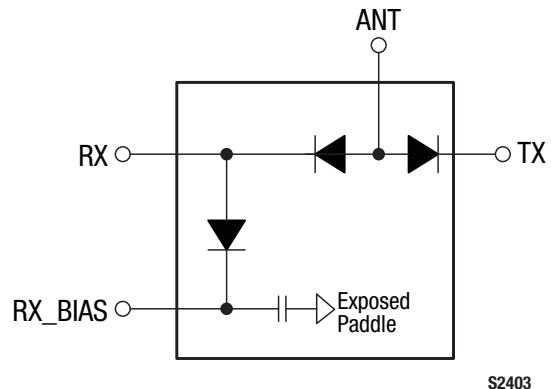 ANT
RX
TX
RX_BIAS
Exposed
Paddle
S2403